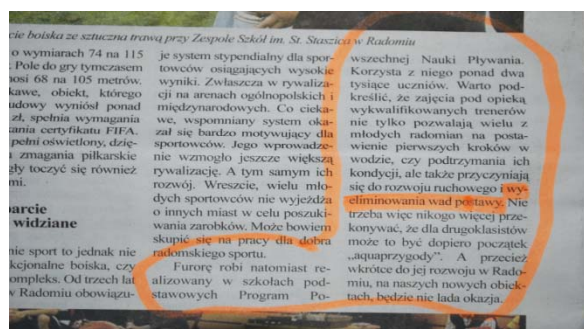 cie boiska ze sztuczną trawą przy Zespole Szkół im. St. Staszica w Radomiu
o wymiarach 74 na 115
Pole do gry tymczasem
nosi 68 na 105 metrów.
kawe, obiekt, którego
udowy wyniósł ponad
zł, spełnia wymagania
kania certyfikatu FIFA.
pełni oświetlony, dzię-
zmagania piłkarskie
gły toczyć się również
mi.
parcie
widziane
nie sport to jednak nie
kcjonalne boiska, czy
ompleks. Od trzech lat
w Radomiu obowiązu-
je system stypendialny dla spor-
towców osiągających wysokie
wyniki. Zwłaszcza w rywaliza-
cji na arenach ogólnopolskich i
międzynarodowych. Co cieka-
we, wspomniany system oka-
zał się bardzo motywujący dla
sportowców. Jego wprowadze-
nie wzmogło jeszcze większą
rywalizację. A tym samym ich
rozwój. Wreszcie, wielu mło-
dych sportowców nie wyjeżdża
o innych miast w celu poszuki-
wania zarobków. Może bowiem
skupić się na pracy dla dobra
radomskiego sportu.
Furorę robi natomiast re-
alizowany w szkołach pod-
stawowych Program Po-
wszechnej Nauki Pływania.
Korzysta z niego ponad dwa
tysiące uczniów. Warto pod-
kreślić, że zajęcia pod opieką
wykwalifikowanych trenerów
nie tylko pozwalają wielu z
młodych radomian na posta-
wienie pierwszych kroków w
wodzie, czy podtrzymania ich
kondycji, ale także przyczyniają
się do rozwoju ruchowego i wy-
eliminowania wad postawy. Nie
trzeba więc nikogo więcej prze-
konywać, że dla drugoklasistów
może to być dopiero początek
„aquaprzygody”. A przecież
wkrótce do jej rozwoju w Rado-
miu, na naszych nowych obiek-
tach, będzie nie lada okazja.